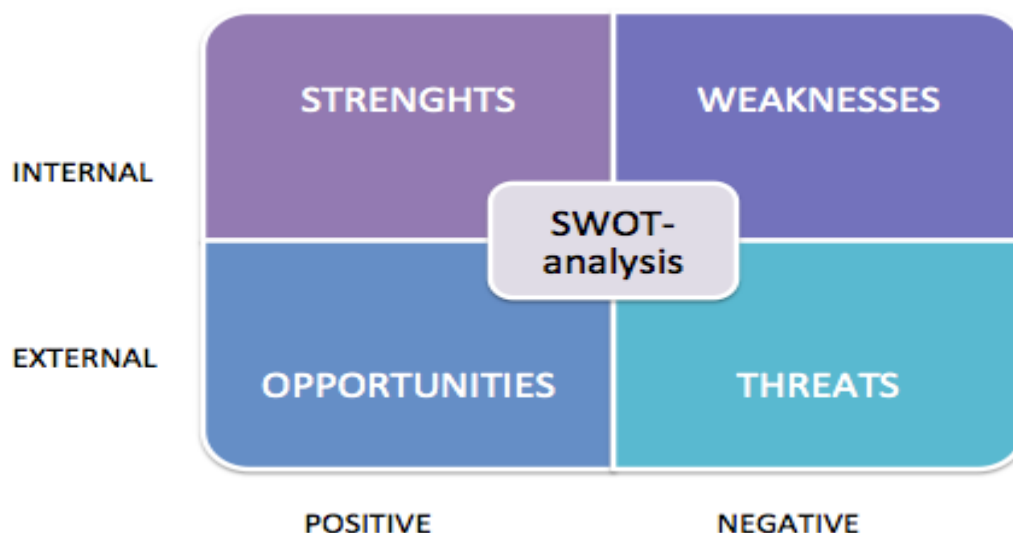 STRENGHTS
WEAKNESSES
INTERNAL
SWOT-
analysis
EXTERNAL
OPPORTUNITIES
THREATS
POSITIVE
NEGATIVE